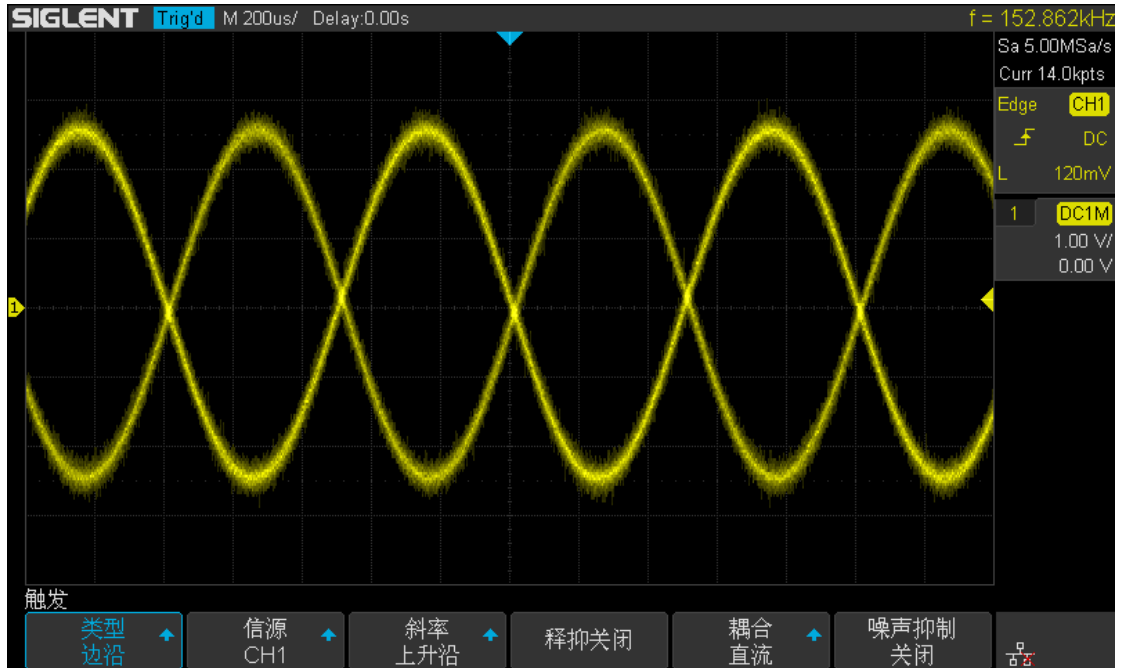 SIGLENT Trig'd M 200us/ Delay:0.00s f = 152.862kHz
Sa 5.00MSa/s
Curr 14.0kpts
Edge CH1
DC
L 120mV
1 DC1M
1.00 V/
0.00 V
1
触发
类型 信源 斜率 释抑关闭 耦合 噪声抑制
边沿 CH1 上升沿 直流 关闭